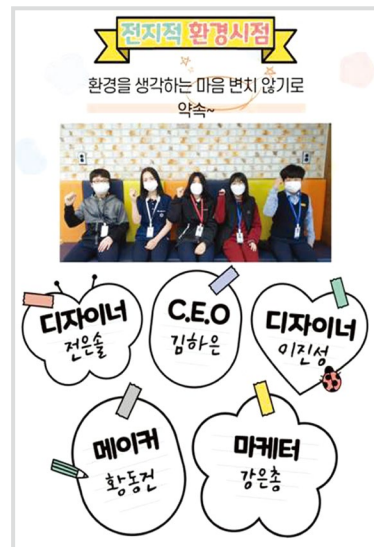 전지적 환경시점
환경을 생각하는 마음 변치 않기로
약속~
디자이너
전은솔
C.E.O
김하은
디자이너
이진성
메이커
황동건
마케터
강은총